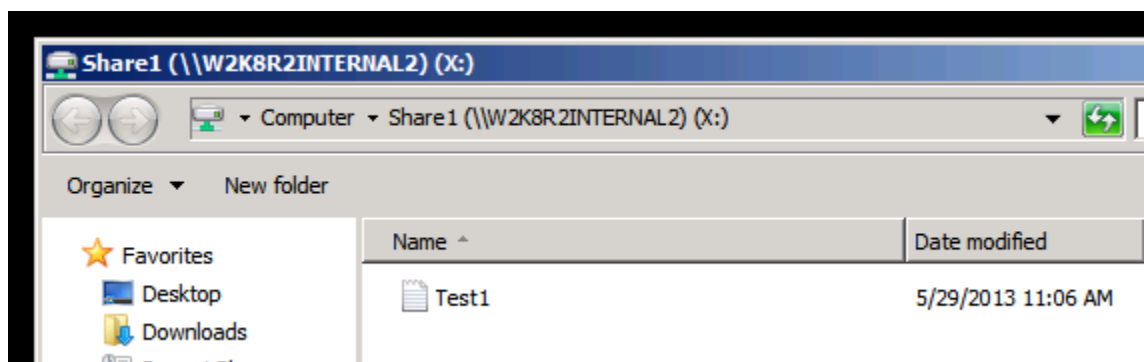 Share1 (\\W2K8R2INTERNAL2) (X:)
Computer Share1 (\\W2K8R2INTERNAL2) (X:)
Organize New folder
Name Date modified
Favorites
Test1 5/29/2013 11:06 AM
Desktop
Downloads